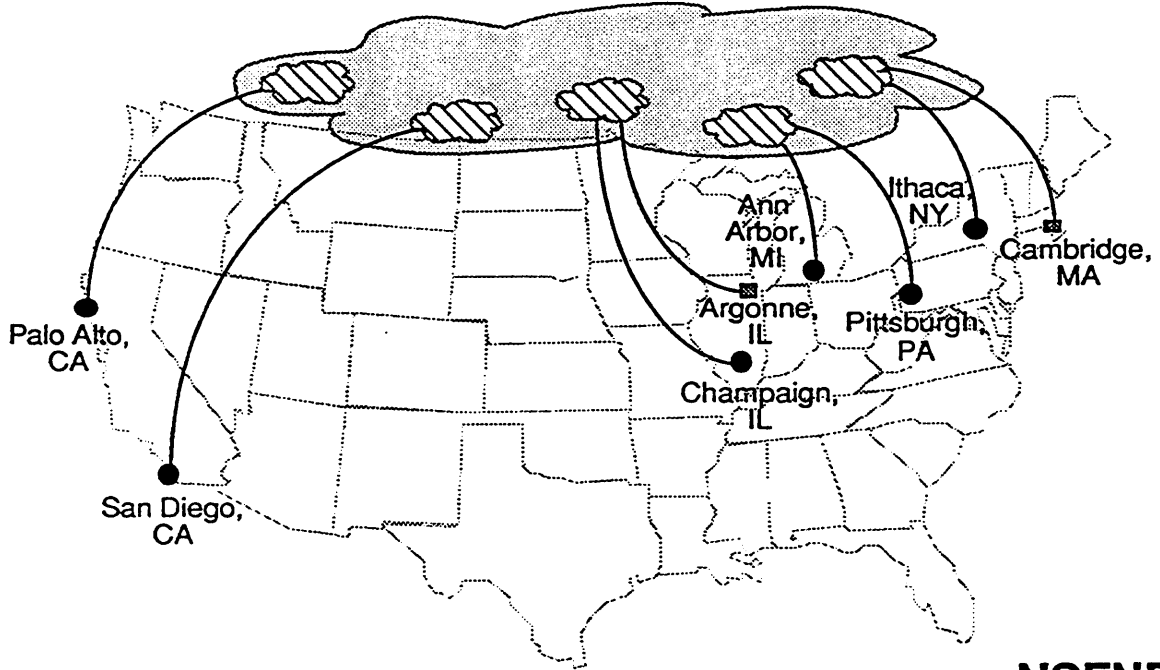 Ann
Arbor,
MI
Ithaca,
NY
Cambridge,
MA
Argonne,
IL
Pittsburgh,
PA
Palo Alto,
CA
Champaign,
IL
San Diego,
CA